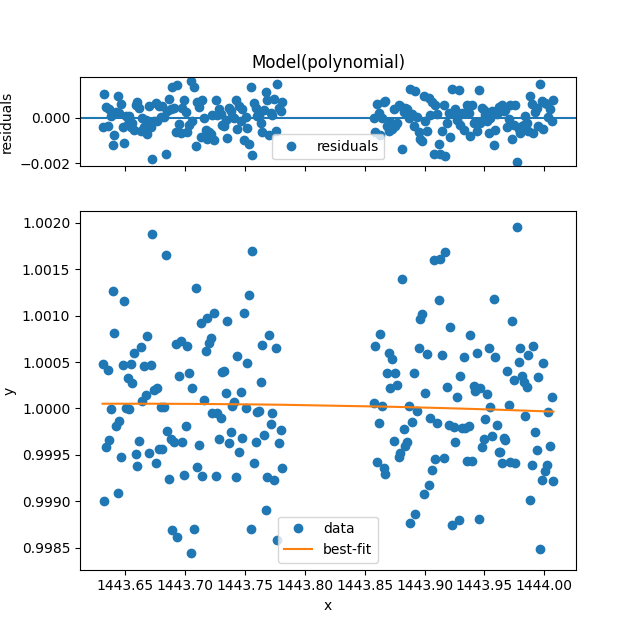 Model(polynomial)
residuals
0.000
−0.002
residuals
1.0020
1.0015
1.0010
1.0005
1.0000
0.9995
0.9990
0.9985
y
data
best-fit
1443.65 1443.70 1443.75 1443.80 1443.85 1443.90 1443.95 1444.00
x